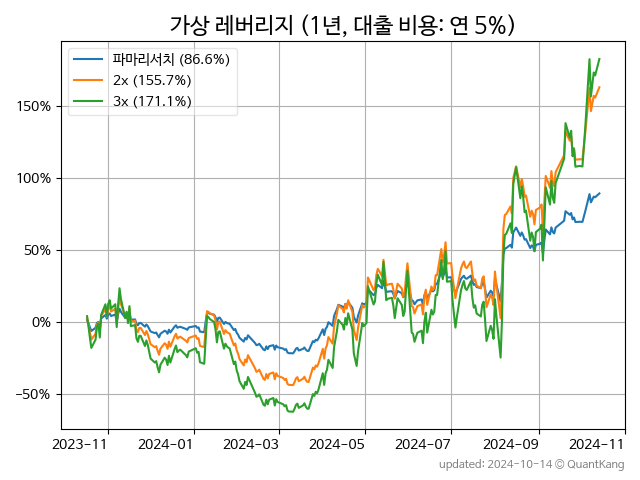 가상 레버리지 (1년, 대출 비용: 연 5%)
파마리서치 (86.6%)
2x (155.7%)
3x (171.1%)
150%
100%
50%
0%
−50%
2023-11
2024-01
2024-03
2024-05
2024-07
2024-09
2024-11
updated: 2024-10-14 © QuantKang